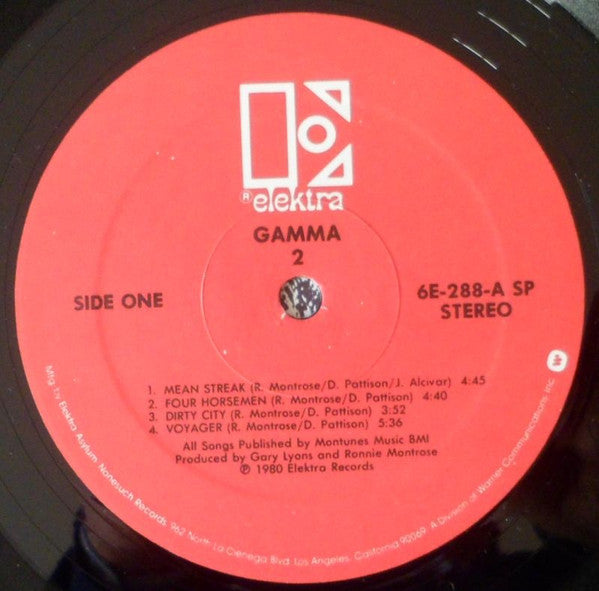 ® elektra
GAMMA
2
SIDE ONE
6E-288-A SP
STEREO
1. MEAN STREAK (R. Montrose/D. Pattison/J. Alcivar) 4:45
2. FOUR HORSEMEN (R. Montrose/D. Pattison) 4:40
3. DIRTY CITY (R. Montrose/D. Pattison) 3:52
4. VOYAGER (R. Montrose/D. Pattison) 5:36
All Songs Published by Montunes Music BMI
Produced by Gary Lyons and Ronnie Montrose
℗ 1980 Elektra Records
Mfg. by Elektra Asylum Nonesuch Records, 962 North La Cienega Blvd. Los Angeles, California 90069. A Division of Warner Communications Inc.